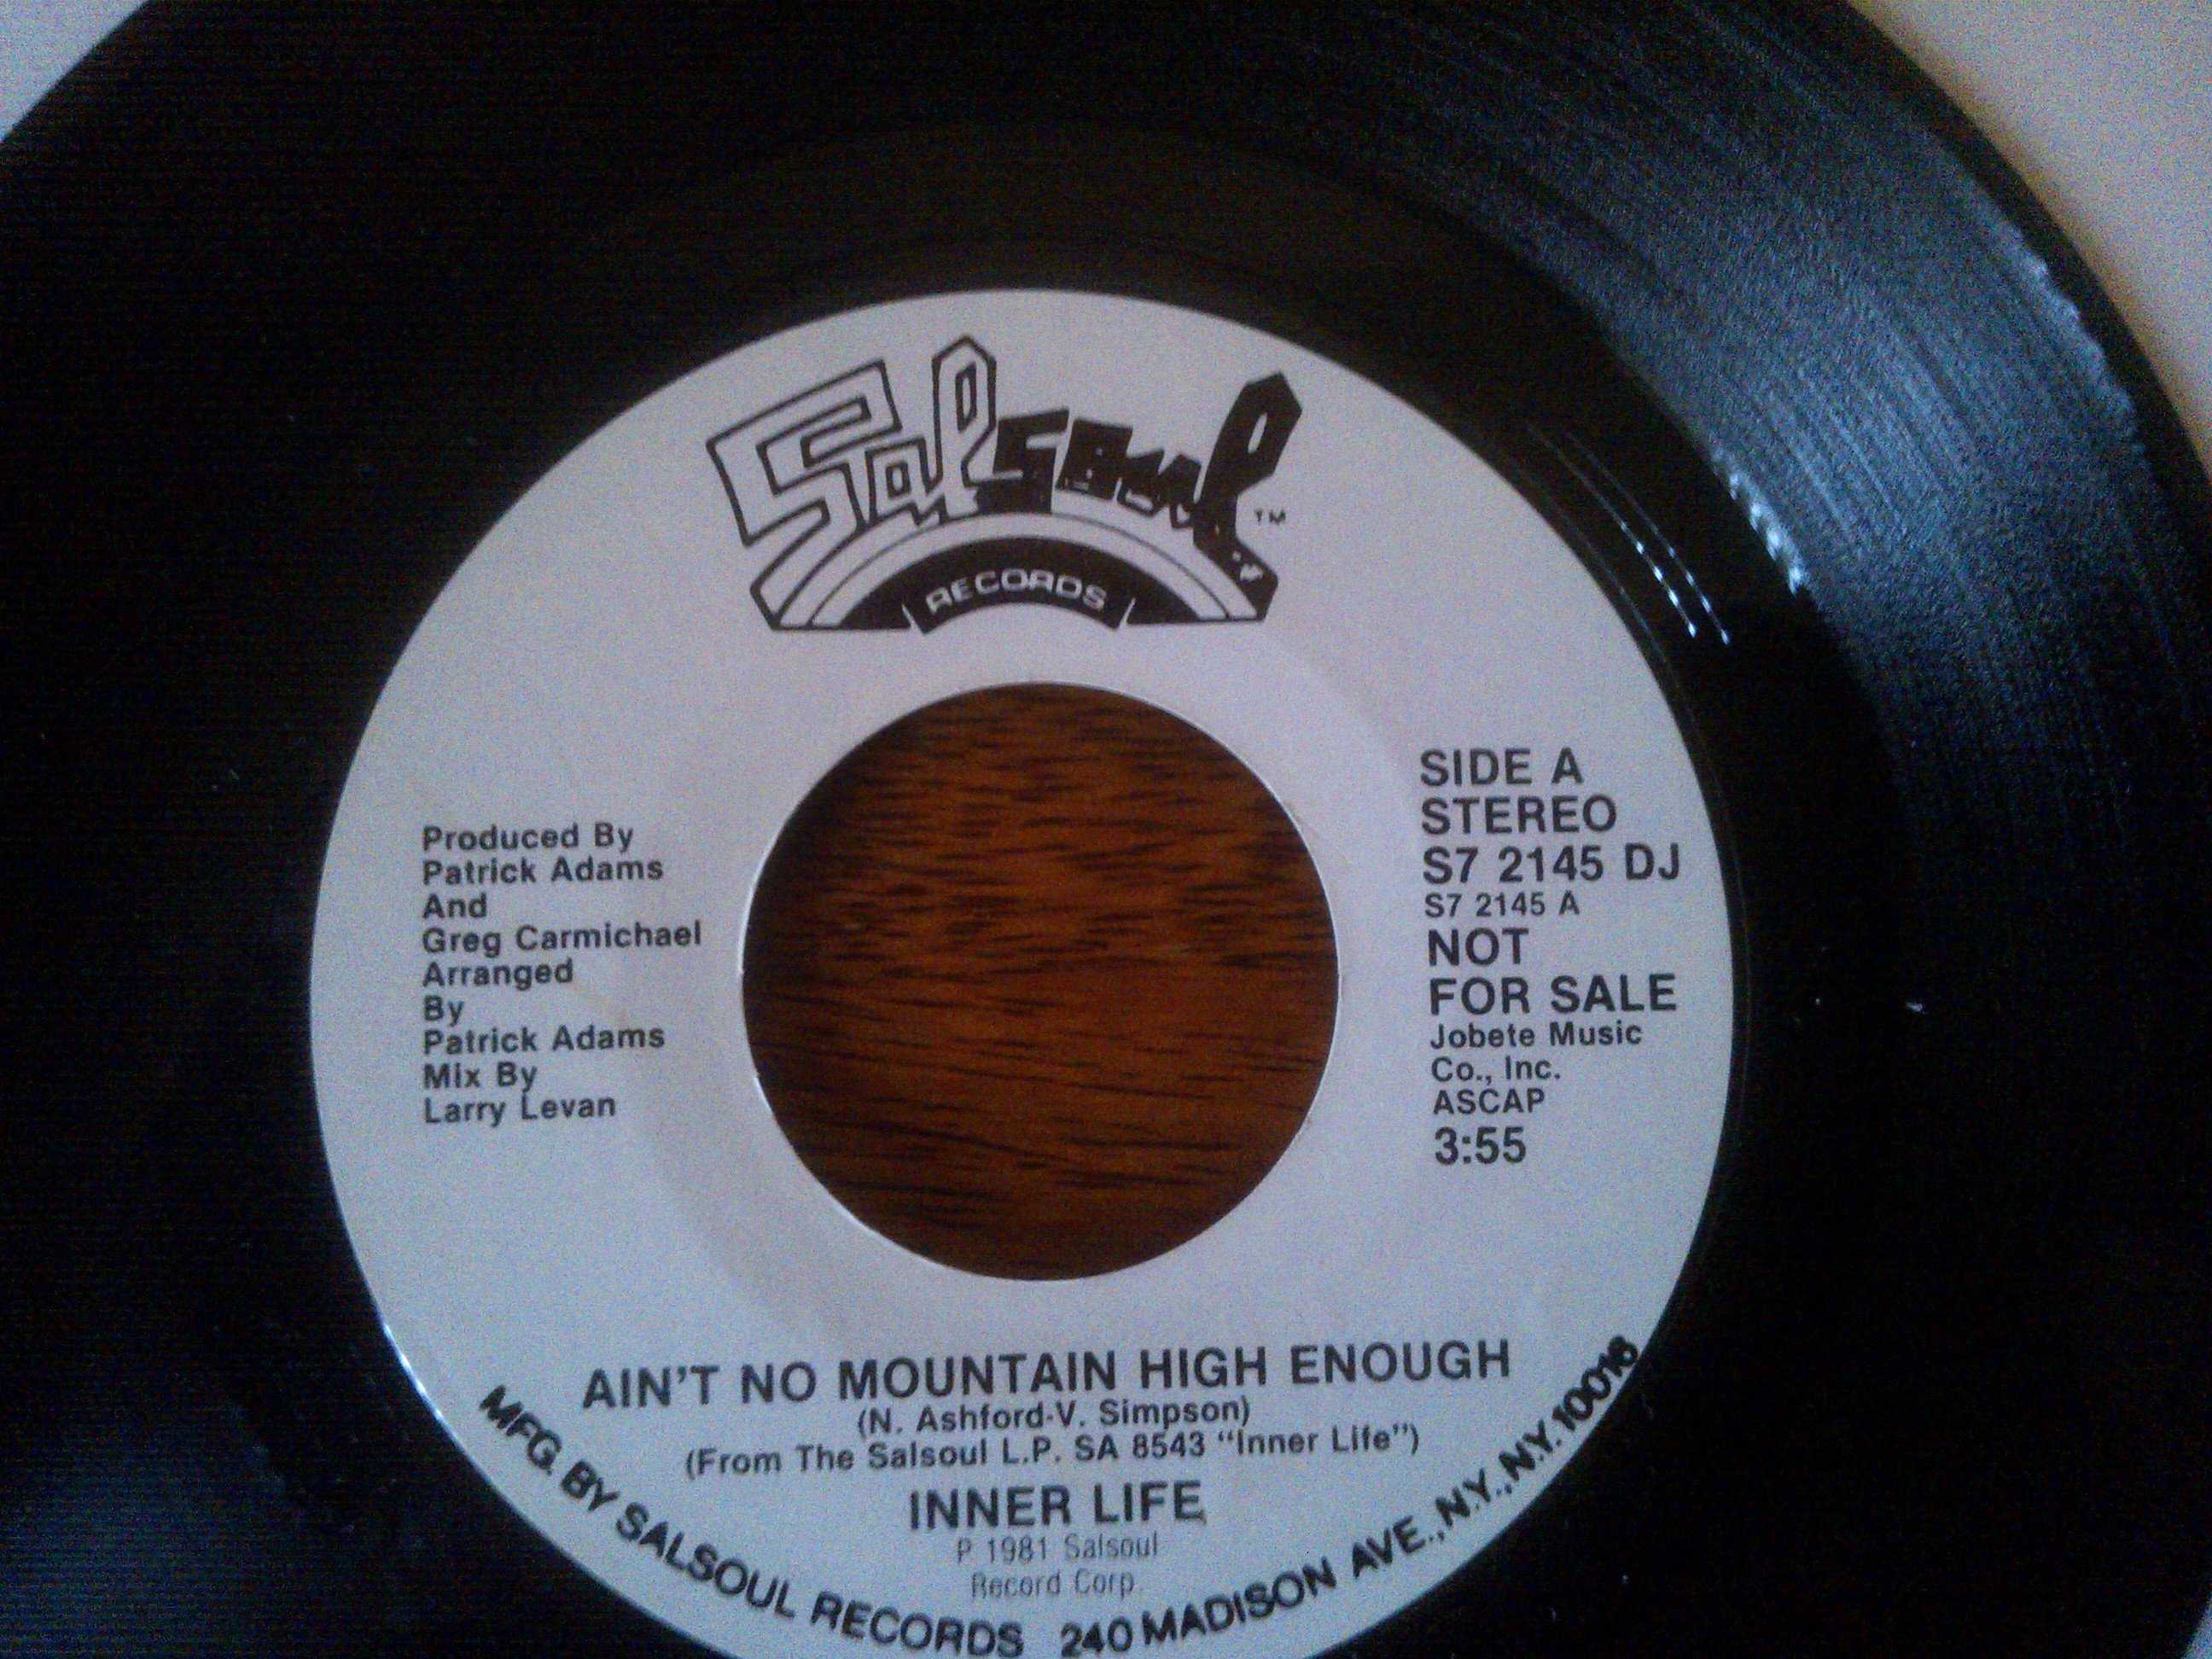 Salsoul
TM
RECORDS
Produced By
Patrick Adams
And
Greg Carmichael
Arranged
By
Patrick Adams
Mix By
Larry Levan
SIDE A
STEREO
S7 2145 DJ
S7 2145 A
NOT
FOR SALE
Jobete Music
Co., Inc.
ASCAP
3:55
AIN'T NO MOUNTAIN HIGH ENOUGH
(N. Ashford-V. Simpson)
(From The Salsoul L.P. SA 8543 "Inner Life")
INNER LIFE
P 1981 Salsoul
Record Corp.
MFG. BY SALSOUL RECORDS 240 MADISON AVE., N.Y., N.Y. 10016